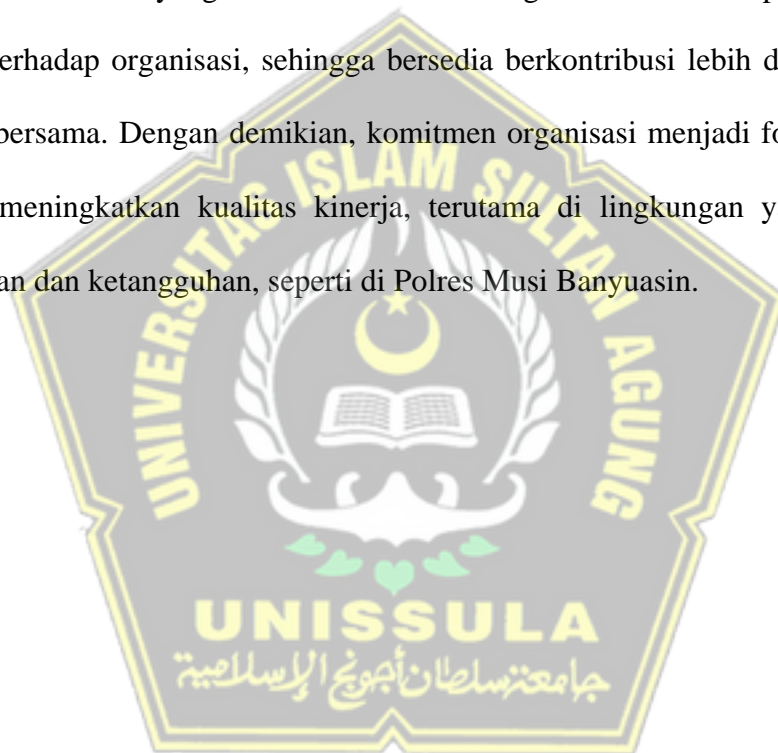 erhadap organisasi, sehingga bersedia berkontribusi lebih d
bersama. Dengan demikian, komitmen organisasi menjadi fo
meningkatkan kualitas kinerja, terutama di lingkungan y
an dan ketangguhan, seperti di Polres Musi Banyuasin.
UNIVERSITAS ISLAM SULTAN AGUNG
UNISSULA
جامعة سلطان أجونج الإسلامية